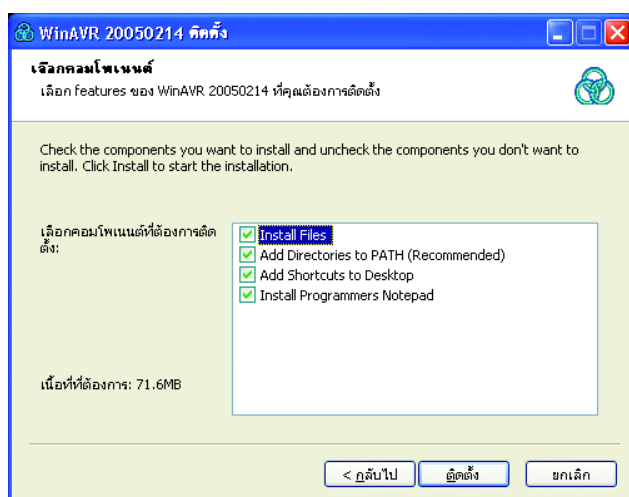 WinAVR 20050214 ติดตั้ง
เลือกคอมโพเนนต์
เลือก features ของ WinAVR 20050214 ที่คุณต้องการติดตั้ง
Check the components you want to install and uncheck the components you don't want to
install. Click Install to start the installation.
เลือกคอมโพเนนต์ที่ต้องการติด
ตั้ง:
Install Files
Add Directories to PATH (Recommended)
Add Shortcuts to Desktop
Install Programmers Notepad
เนื้อที่ที่ต้องการ: 71.6MB
< กลับไป
ติดตั้ง
ยกเลิก